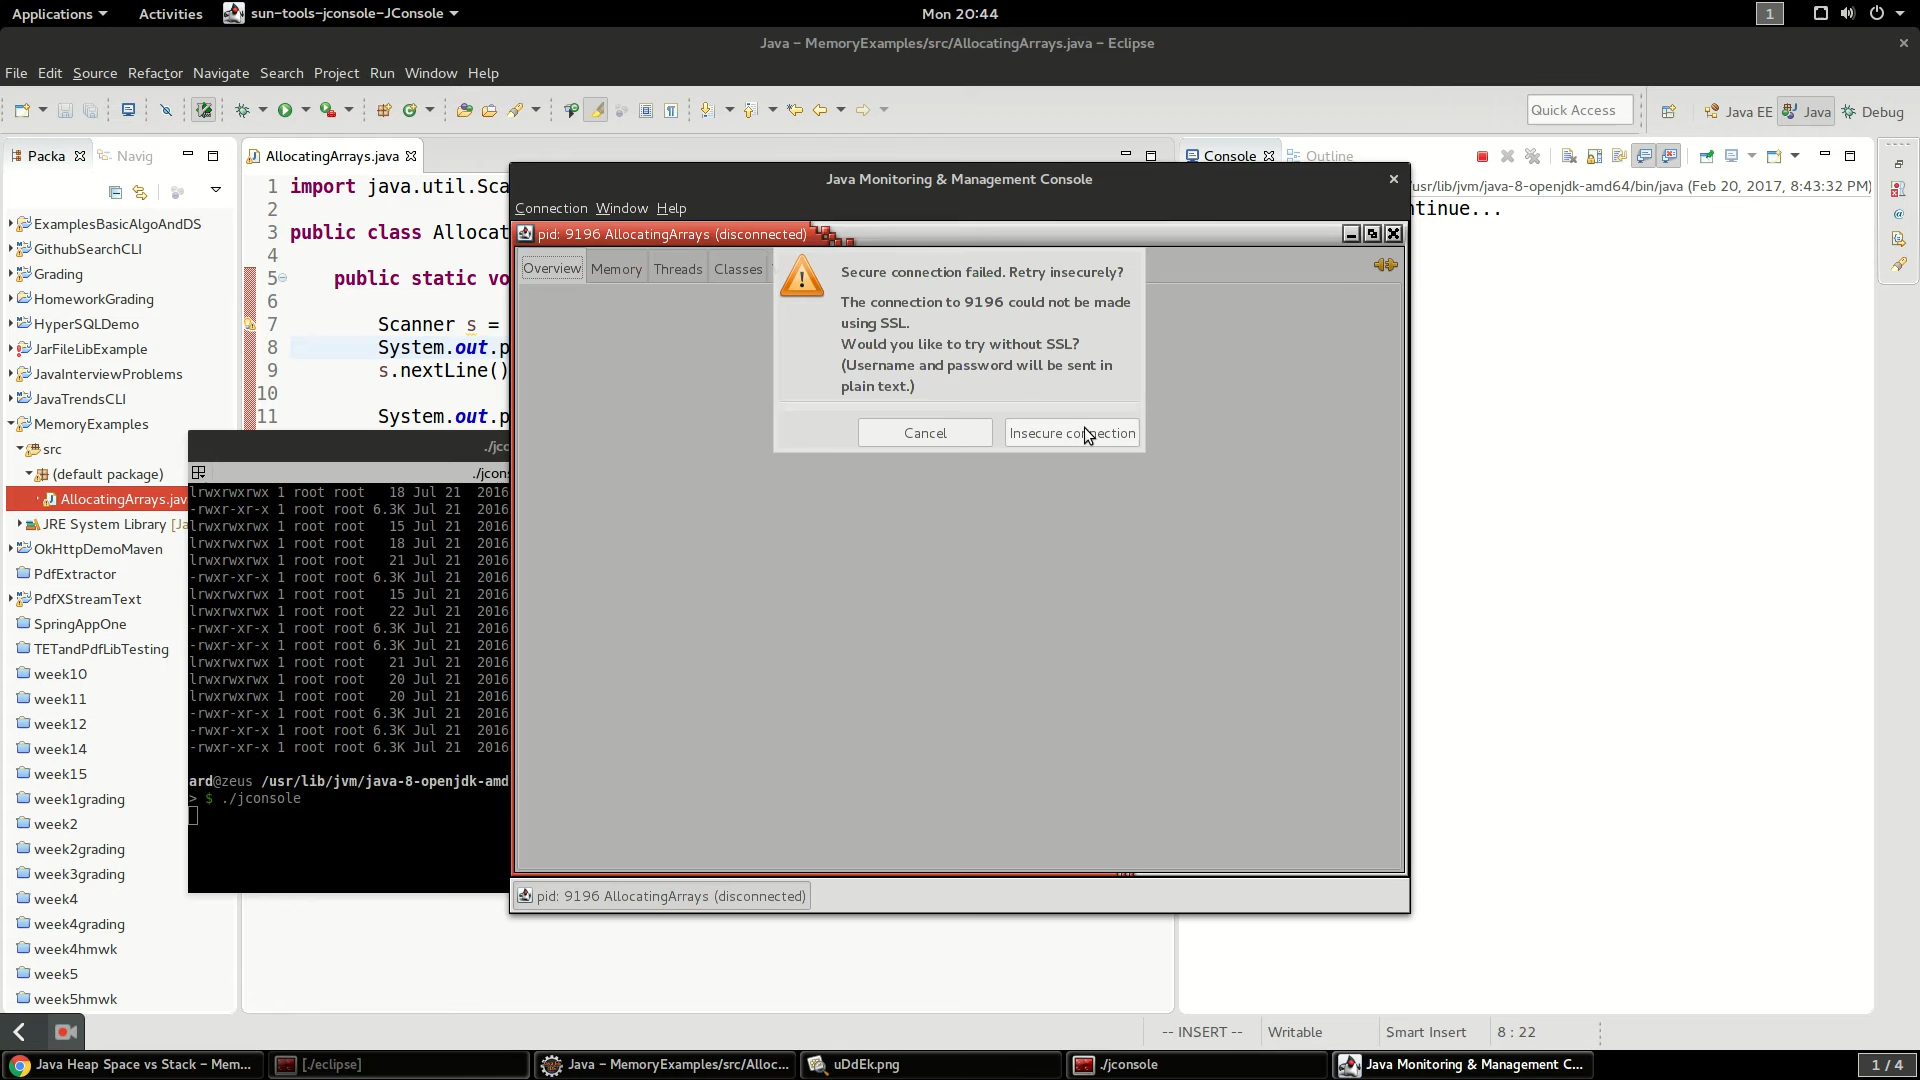 Applications
Activities
sun-tools-jconsole-JConsole
Mon 20:44
1
Java – MemoryExamples/src/AllocatingArrays.java – Eclipse
File Edit Source Refactor Navigate Search Project Run Window Help
Quick Access
Java EE
Java
Debug
Packa
Navig
AllocatingArrays.java
Console
Outline
usr/lib/jvm/java-8-openjdk-amd64/bin/java (Feb 20, 2017, 8:43:32 PM)
tinue...
ExamplesBasicAlgoAndDS
GithubSearchCLI
Grading
HomeworkGrading
HyperSQLDemo
JarFileLibExample
JavaInterviewProblems
JavaTrendsCLI
MemoryExamples
src
(default package)
AllocatingArrays.jav
JRE System Library [Ja
OkHttpDemoMaven
PdfExtractor
PdfXStreamText
SpringAppOne
TETandPdfLibTesting
week10
week11
week12
week14
week15
week1grading
week2
week2grading
week3grading
week4
week4grading
week4hmwk
week5
week5hmwk
1 import java.util.Sca
2
3 public class Allocat
4
5 public static vo
6
7 Scanner s =
8 System.out.p
9 s.nextLine()
10
11 System.out.p
./jco
./jcons
lrwxrwxrwx 1 root root 18 Jul 21 2016
-rwxr-xr-x 1 root root 6.3K Jul 21 2016
lrwxrwxrwx 1 root root 15 Jul 21 2016
lrwxrwxrwx 1 root root 18 Jul 21 2016
lrwxrwxrwx 1 root root 21 Jul 21 2016
-rwxr-xr-x 1 root root 6.3K Jul 21 2016
lrwxrwxrwx 1 root root 15 Jul 21 2016
lrwxrwxrwx 1 root root 22 Jul 21 2016
-rwxr-xr-x 1 root root 6.3K Jul 21 2016
-rwxr-xr-x 1 root root 6.3K Jul 21 2016
lrwxrwxrwx 1 root root 21 Jul 21 2016
lrwxrwxrwx 1 root root 20 Jul 21 2016
lrwxrwxrwx 1 root root 20 Jul 21 2016
-rwxr-xr-x 1 root root 6.3K Jul 21 2016
-rwxr-xr-x 1 root root 6.3K Jul 21 2016
-rwxr-xr-x 1 root root 6.3K Jul 21 2016
ard@zeus /usr/lib/jvm/java-8-openjdk-amd
> $ ./jconsole
Java Monitoring & Management Console
Connection Window Help
pid: 9196 AllocatingArrays (disconnected)
Overview Memory Threads Classes
Secure connection failed. Retry insecurely?
The connection to 9196 could not be made
using SSL.
Would you like to try without SSL?
(Username and password will be sent in
plain text.)
Cancel
Insecure connection
pid: 9196 AllocatingArrays (disconnected)
-- INSERT --
Writable
Smart Insert
8 : 22
Java Heap Space vs Stack – Mem...
[./eclipse]
Java – MemoryExamples/src/Alloc...
uDdEk.png
./jconsole
Java Monitoring & Management C...
1 / 4